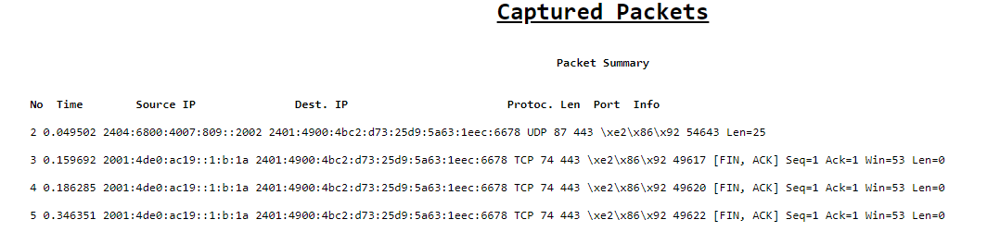 Captured Packets
Packet Summary
No Time Source IP Dest. IP Protoc. Len Port Info
2 0.049502 2404:6800:4007:809::2002 2401:4900:4bc2:d73:25d9:5a63:1eec:6678 UDP 87 443 \xe2\x86\x92 54643 Len=25
3 0.159692 2001:4de0:ac19::1:b:1a 2401:4900:4bc2:d73:25d9:5a63:1eec:6678 TCP 74 443 \xe2\x86\x92 49617 [FIN, ACK] Seq=1 Ack=1 Win=53 Len=0
4 0.186285 2001:4de0:ac19::1:b:1a 2401:4900:4bc2:d73:25d9:5a63:1eec:6678 TCP 74 443 \xe2\x86\x92 49620 [FIN, ACK] Seq=1 Ack=1 Win=53 Len=0
5 0.346351 2001:4de0:ac19::1:b:1a 2401:4900:4bc2:d73:25d9:5a63:1eec:6678 TCP 74 443 \xe2\x86\x92 49622 [FIN, ACK] Seq=1 Ack=1 Win=53 Len=0